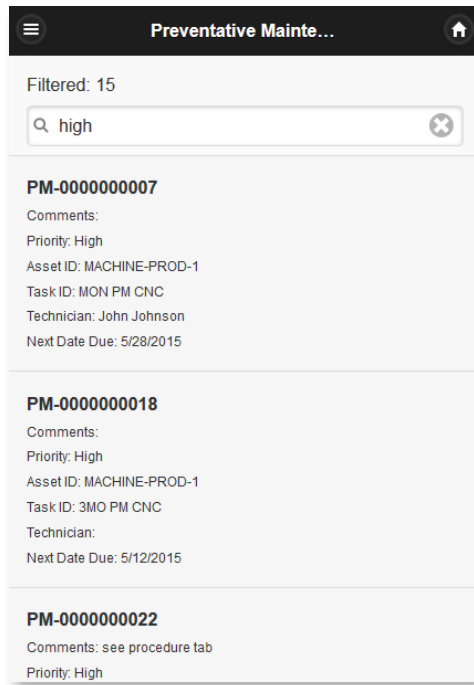 Preventative Mainte...
Filtered: 15
high
PM-0000000007
Comments:
Priority: High
Asset ID: MACHINE-PROD-1
Task ID: MON PM CNC
Technician: John Johnson
Next Date Due: 5/28/2015
PM-0000000018
Comments:
Priority: High
Asset ID: MACHINE-PROD-1
Task ID: 3MO PM CNC
Technician:
Next Date Due: 5/12/2015
PM-0000000022
Comments: see procedure tab
Priority: High